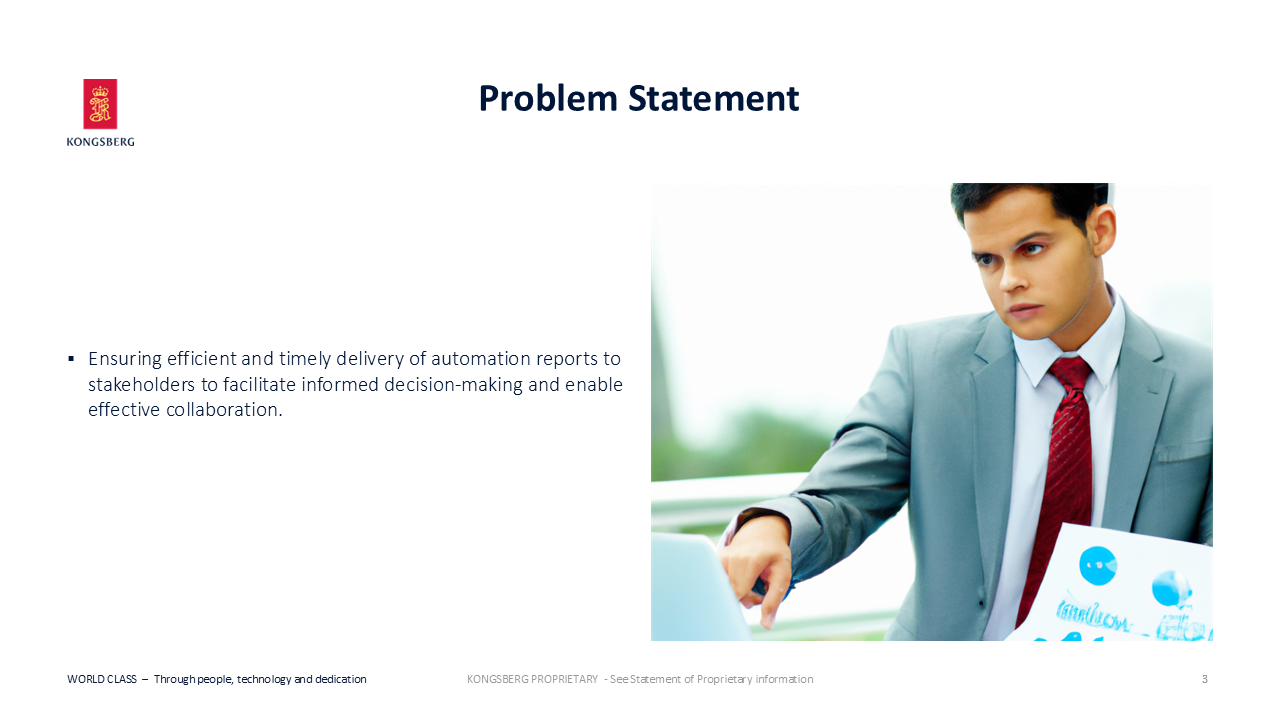 Problem Statement
KONGSBERG
▪ Ensuring efficient and timely delivery of automation reports to
stakeholders to facilitate informed decision-making and enable
effective collaboration.
WORLD CLASS – Through people, technology and dedication
KONGSBERG PROPRIETARY - See Statement of Proprietary information
3